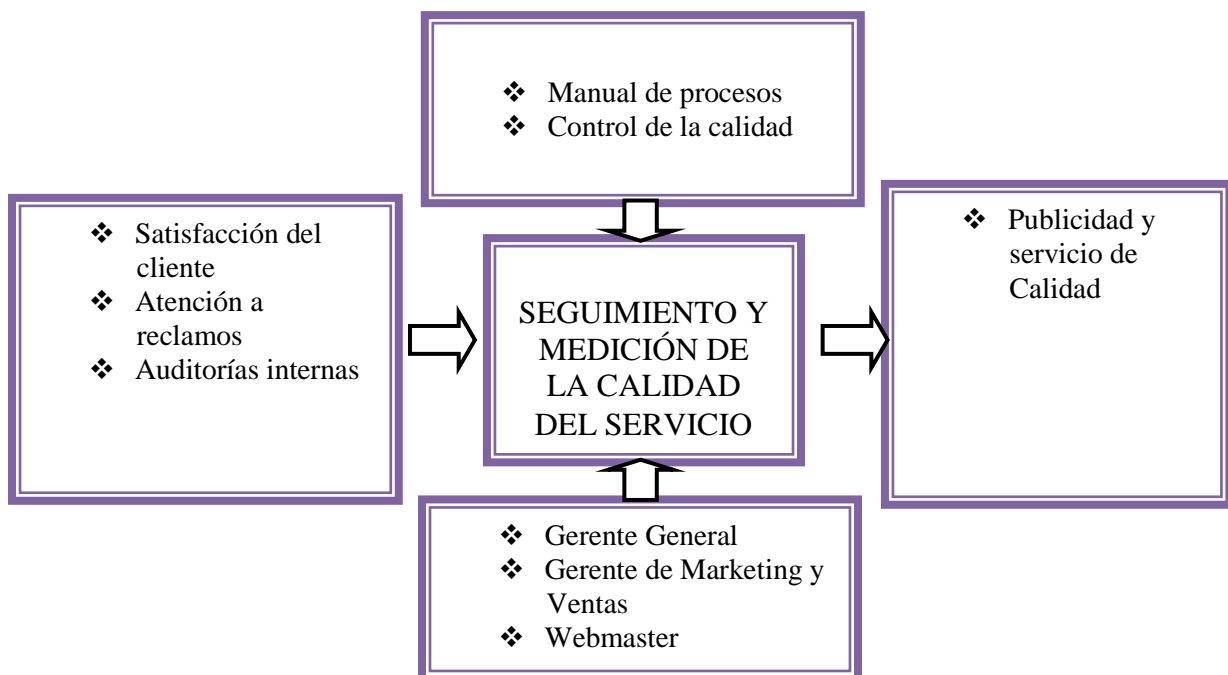 ❖ Manual de procesos
❖ Control de la calidad
❖ Satisfacción del
cliente
❖ Atención a
reclamos
❖ Auditorías internas
SEGUIMIENTO Y
MEDICIÓN DE
LA CALIDAD
DEL SERVICIO
❖ Publicidad y
servicio de
Calidad
❖ Gerente General
❖ Gerente de Marketing y
Ventas
❖ Webmaster